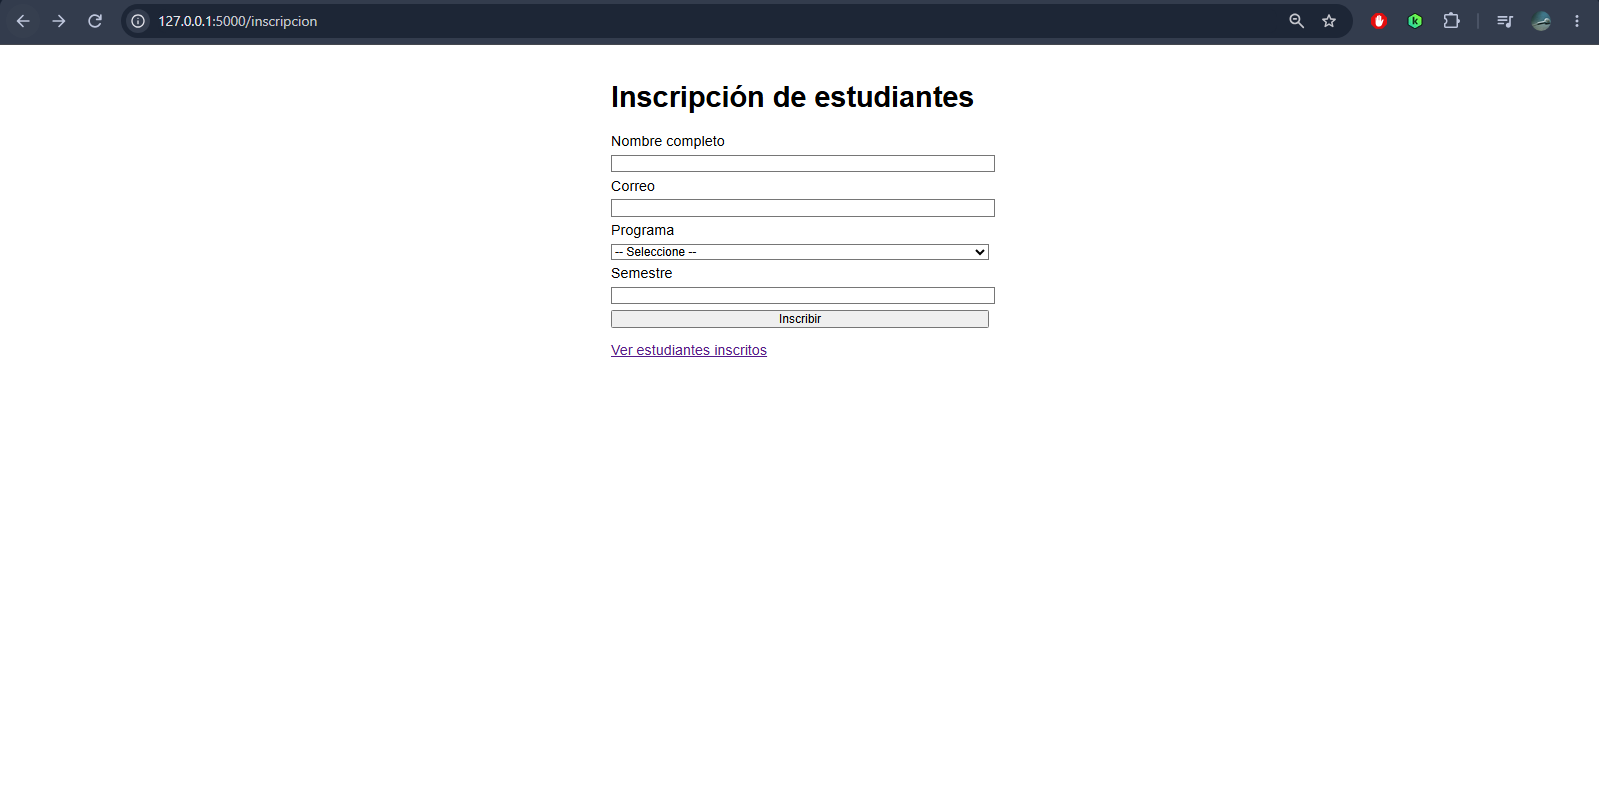 127.0.0.1:5000/inscripcion
Inscripción de estudiantes
Nombre completo
Correo
Programa
-- Seleccione --
Semestre
Inscribir
Ver estudiantes inscritos